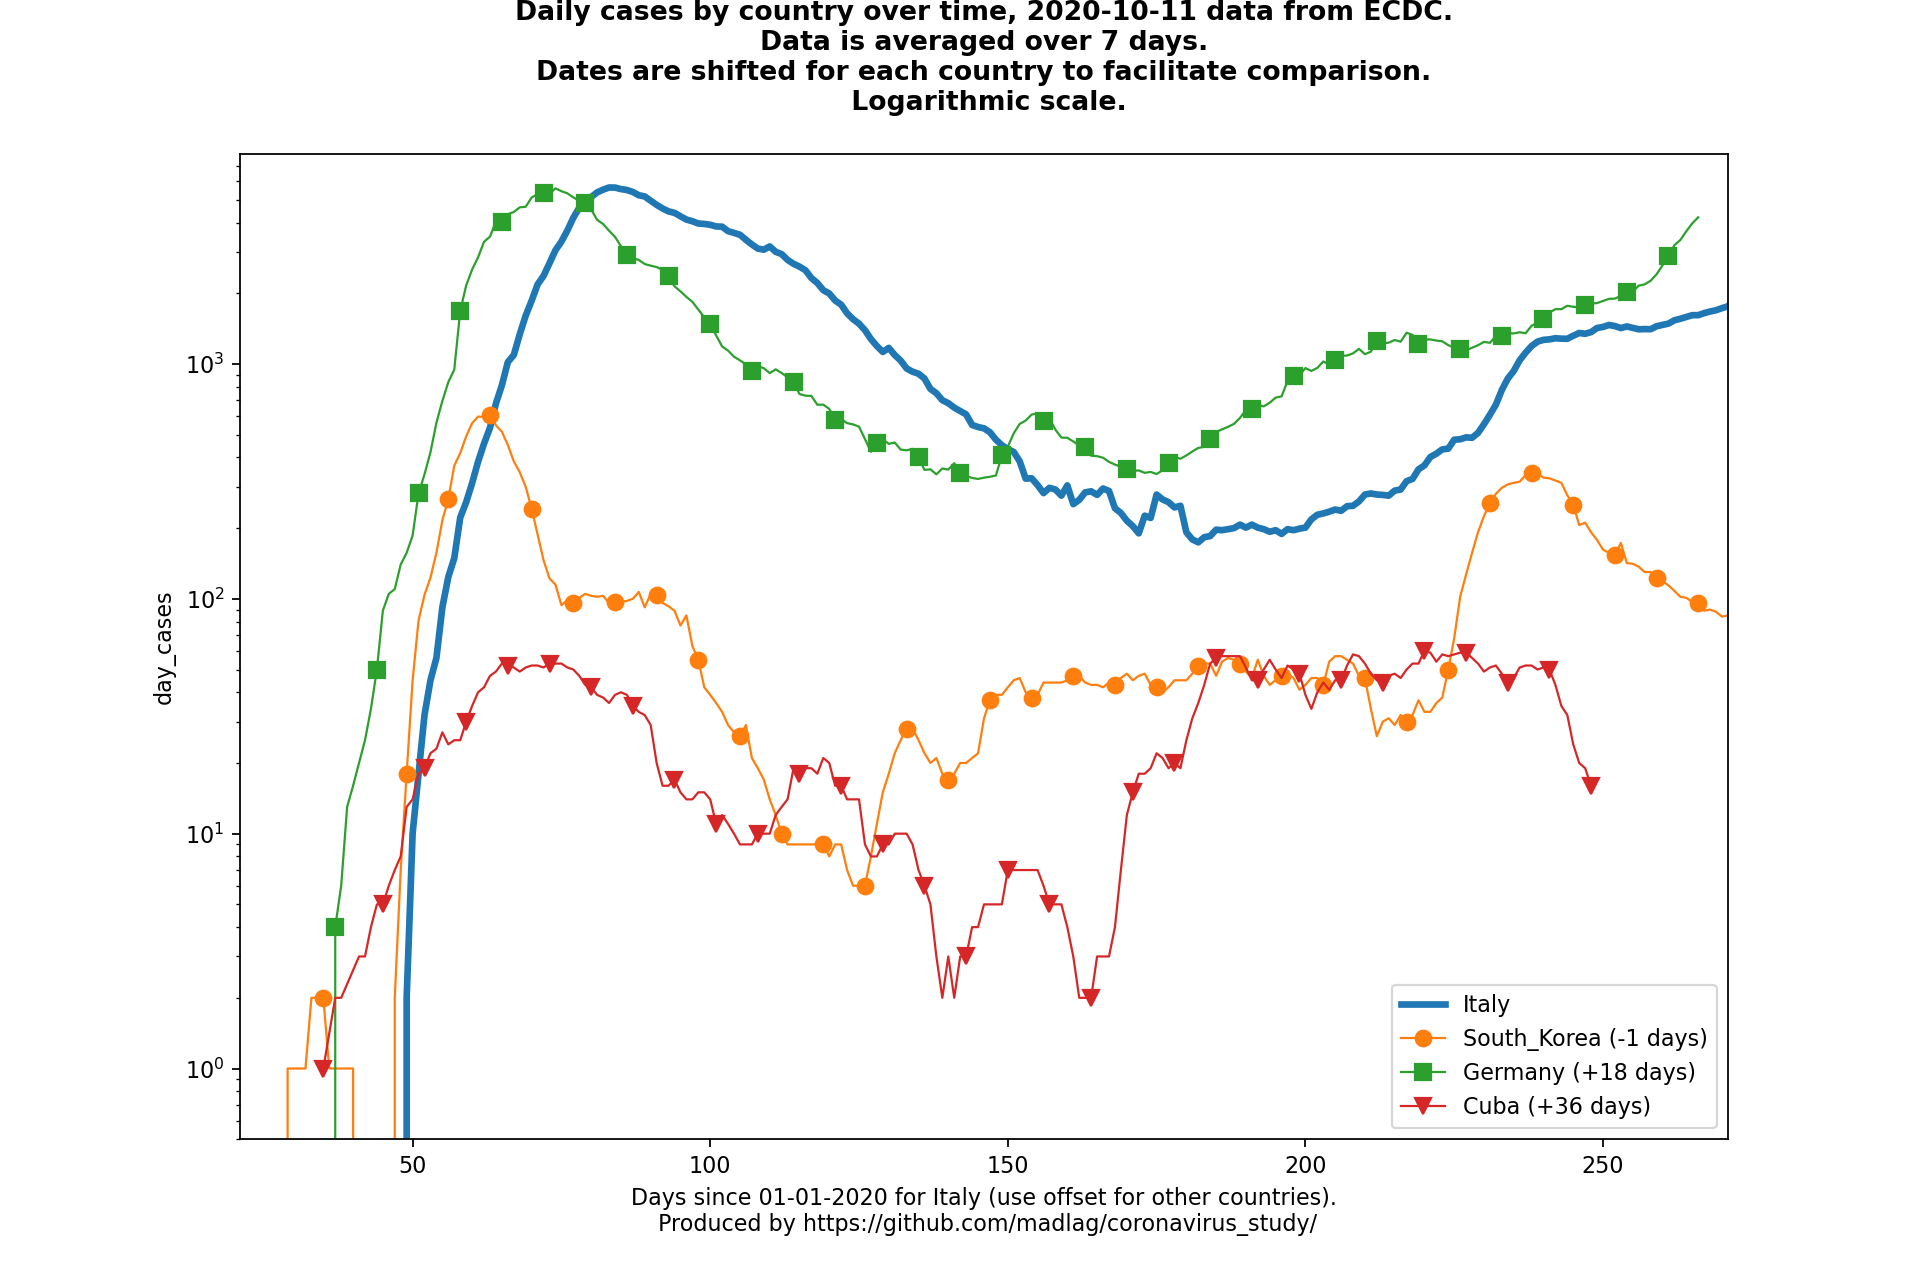 Daily cases by country over time, 2020-10-11 data from ECDC.
Data is averaged over 7 days.
Dates are shifted for each country to facilitate comparison.
Logarithmic scale.
day_cases
10³
10²
10¹
10⁰
50
100
150
200
250
Italy
South_Korea (-1 days)
Germany (+18 days)
Cuba (+36 days)
Days since 01-01-2020 for Italy (use offset for other countries).
Produced by https://github.com/madlag/coronavirus_study/